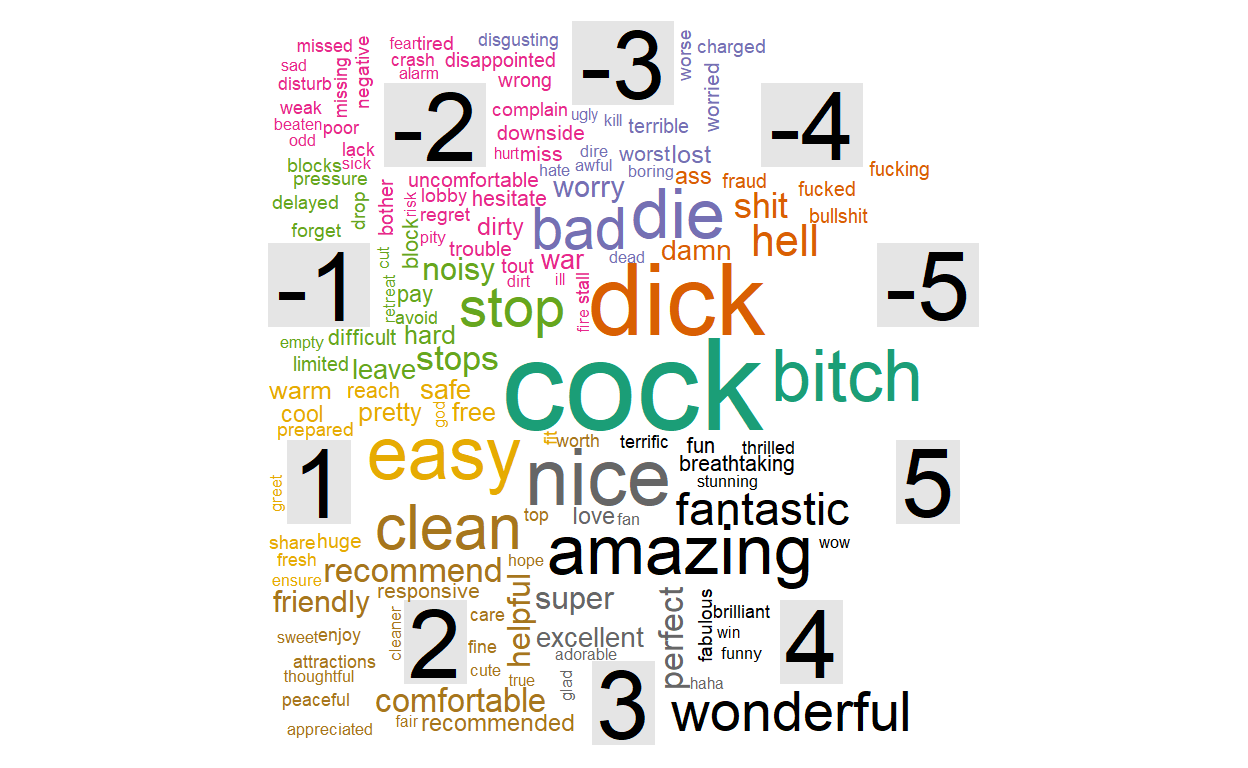 missed
feartired
disgusting
-3
worse
charged
sad
missing
negative
crash
disappointed
alarm
wrong
disturb
worried
weak
-2
complain
ugly
kill
terrible
-4
beaten
poor
odd
downside
lack
hurt
miss
dire
worst
lost
blocks
sick
hate
awful
boring
ass
fraud
fucking
pressure
uncomfortable
worry
fucked
delayed
drop
bother
risk
lobby
hesitate
die
shit
bullshit
forget
regret
dirty
bad
hell
block
pity
trouble
damn
cut
noisy
tout
war
dead
-1
retreat
pay
dirt
ill
stall
dick
-5
avoid
stop
fire
empty
difficult
hard
limited
leave
stops
cock
bitch
warm
reach
safe
cool
pretty
god
free
prepared
easy
fit
worth
terrific
fun
thrilled
1
nice
breathtaking
stunning
5
greet
clean
top
love
fan
fantastic
share
huge
amazing
wow
fresh
recommend
hope
ensure
friendly
responsive
helpful
super
perfect
fabulous
brilliant
4
cleaner
2
care
win
sweet
enjoy
fine
excellent
funny
attractions
adorable
thoughtful
cute
true
glad
3
haha
peaceful
comfortable
wonderful
appreciated
fair
recommended